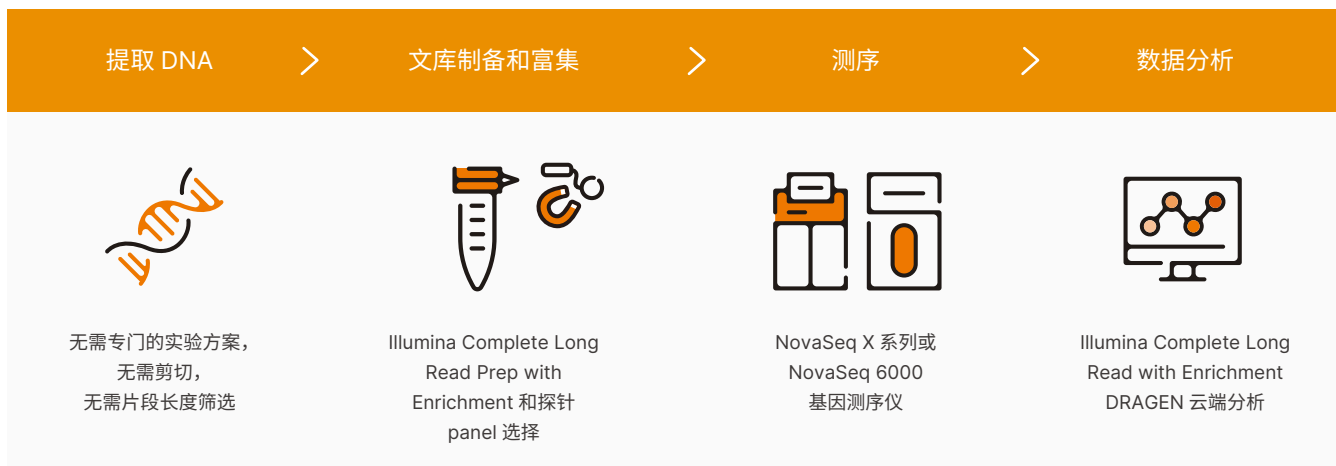 提取 DNA
文库制备和富集
测序
数据分析
无需专门的实验方案，
无需剪切，
无需片段长度筛选
Illumina Complete Long
Read Prep with
Enrichment 和探针
panel 选择
NovaSeq X 系列或
NovaSeq 6000
基因测序仪
Illumina Complete Long
Read with Enrichment
DRAGEN 云端分析